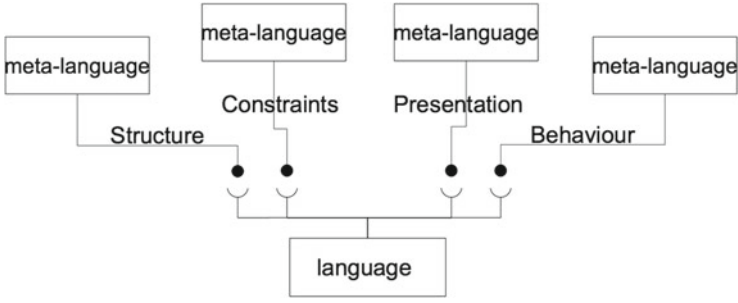 meta-language
meta-language
meta-language
meta-language
Constraints
Presentation
Structure
Behaviour
language